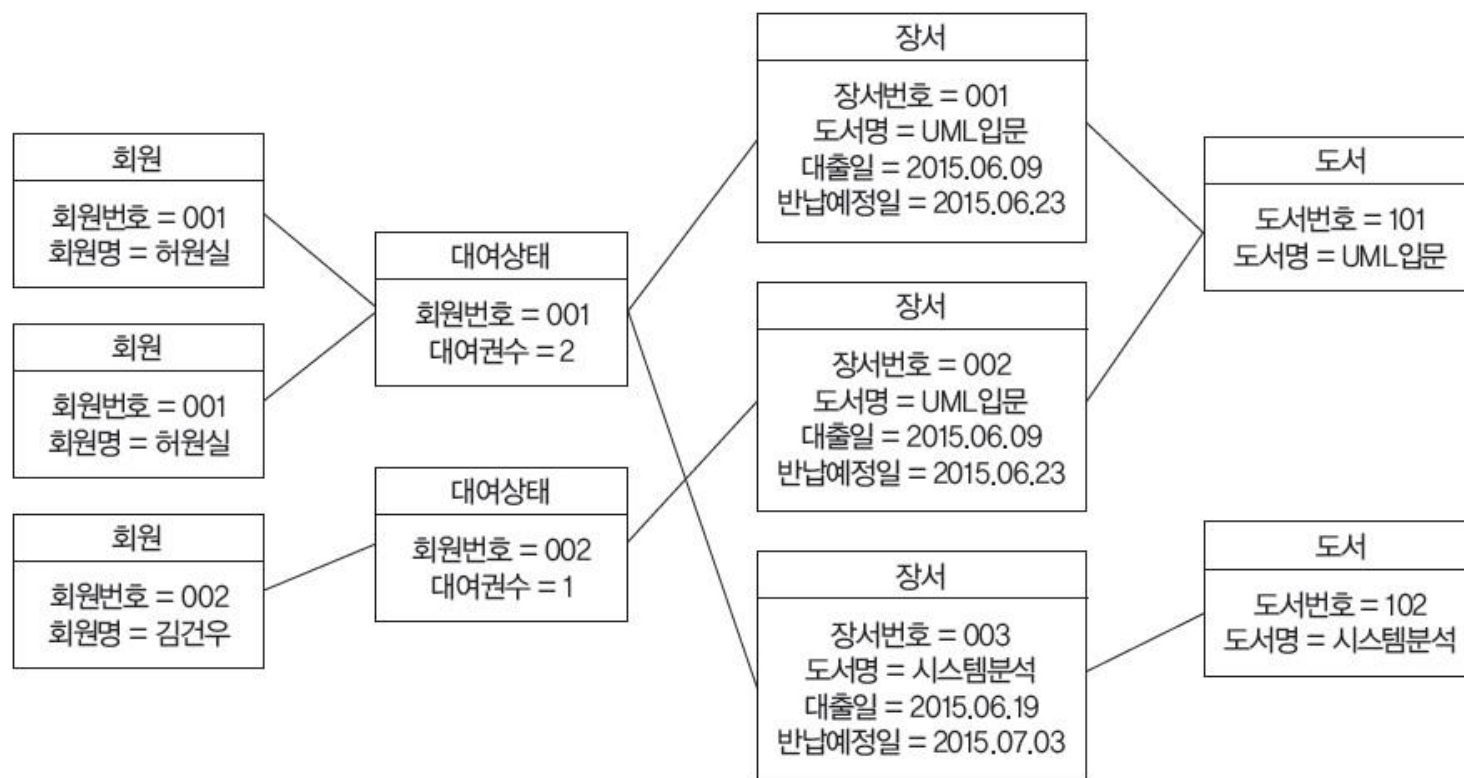 회원
회원번호 = 001
회원명 = 허원실
회원
회원번호 = 001
회원명 = 허원실
회원
회원번호 = 002
회원명 = 김건우
대여상태
회원번호 = 001
대여권수 = 2
대여상태
회원번호 = 002
대여권수 = 1
장서
장서번호 = 001
도서명 = UML입문
대출일 = 2015.06.09
반납예정일 = 2015.06.23
장서
장서번호 = 002
도서명 = UML입문
대출일 = 2015.06.09
반납예정일 = 2015.06.23
장서
장서번호 = 003
도서명 = 시스템분석
대출일 = 2015.06.19
반납예정일 = 2015.07.03
도서
도서번호 = 101
도서명 = UML입문
도서
도서번호 = 102
도서명 = 시스템분석